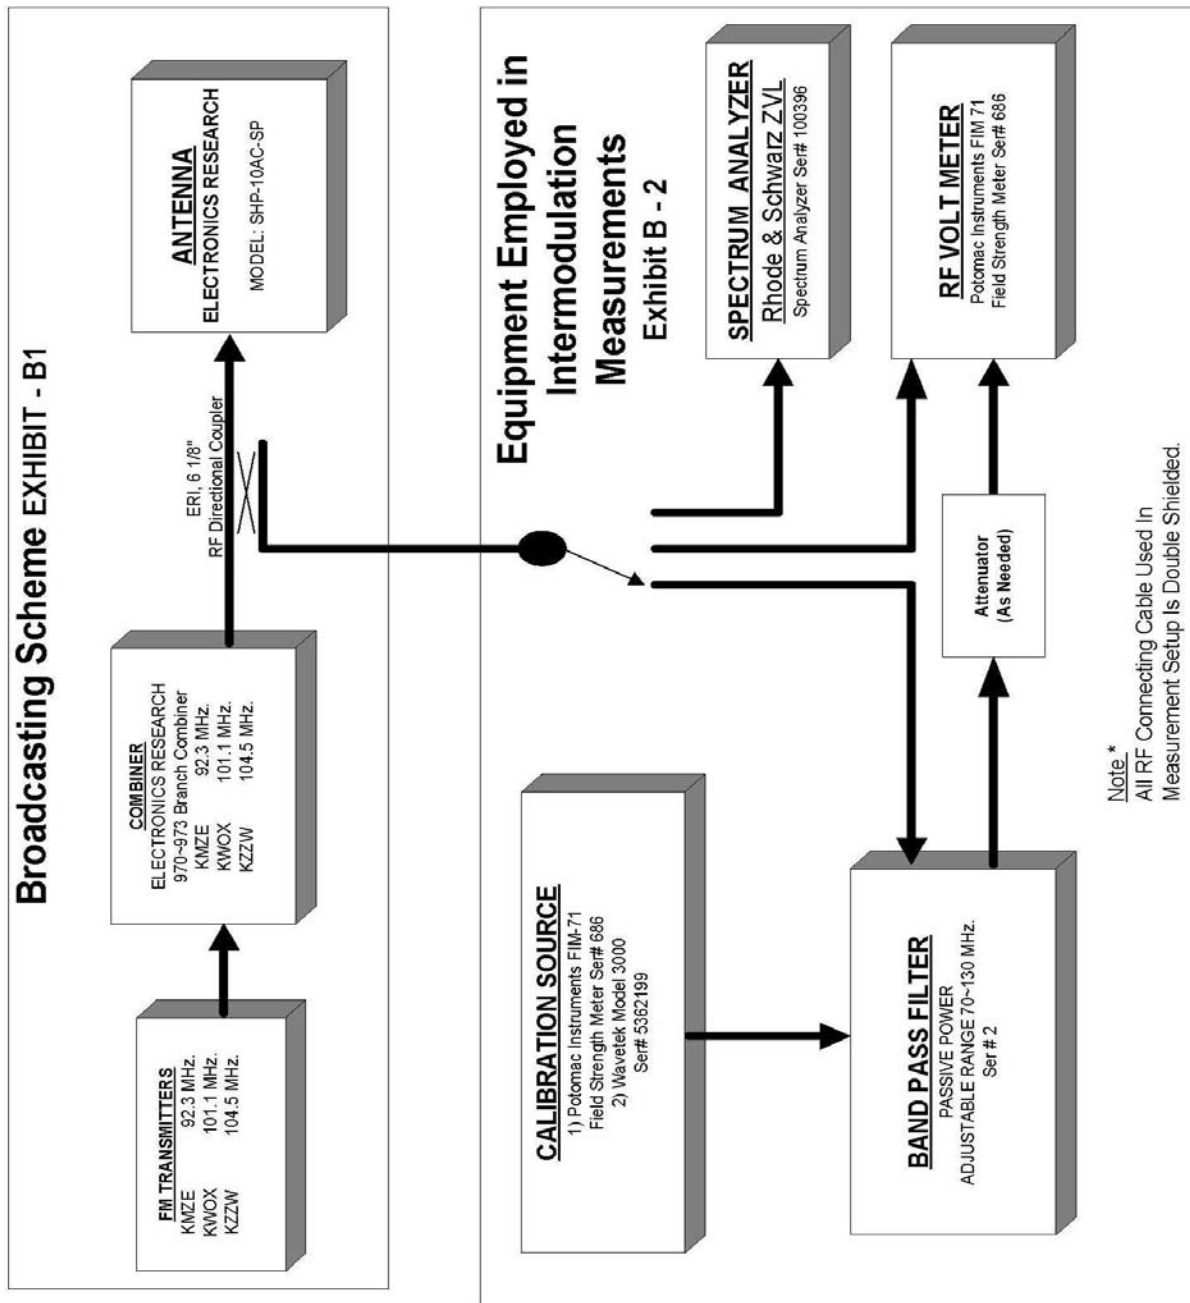 Broadcasting Scheme EXHIBIT - B1
FM TRANSMITTERS
KMZE 92.3 MHz.
KWOX 101.1 MHz.
KZZW 104.5 MHz.
COMBINER
ELECTRONICS RESEARCH
970~973 Branch Combiner
KMZE 92.3 MHz.
KWOX 101.1 MHz.
KZZW 104.5 MHz.
ERI, 6 1/8"
RF Directional Coupler
ANTENNA
ELECTRONICS RESEARCH
MODEL: SHP-10AC-SP
Equipment Employed in
Intermodulation
Measurements
Exhibit B - 2
CALIBRATION SOURCE
1) Potomac Instruments FIM-71
Field Strength Meter Ser# 686
2) Wavetek Model 3000
Ser# 5362199
SPECTRUM ANALYZER
Rhode & Schwarz ZVL
Spectrum Analyzer Ser# 100396
BAND PASS FILTER
PASSIVE POWER
ADJUSTABLE RANGE 70~130 MHz.
Ser # 2
Attenuator
(As Needed)
RF VOLT METER
Potomac Instruments FIM 71
Field Strength Meter Ser# 686
Note *
All RF Connecting Cable Used In
Measurement Setup Is Double Shielded.